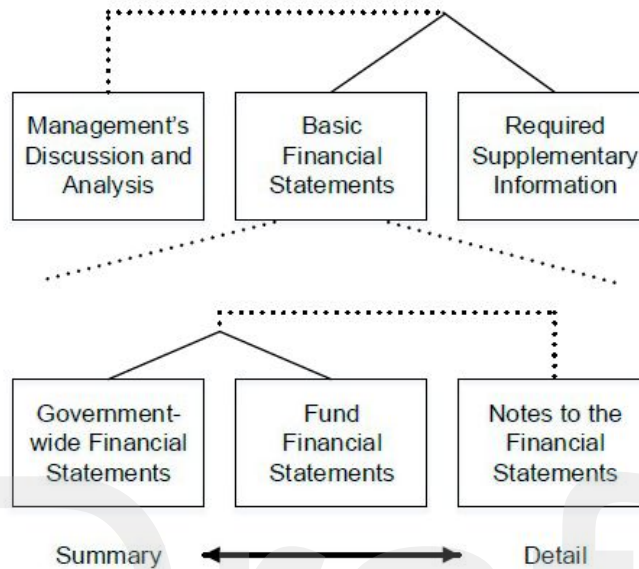 Management's
Discussion and
Analysis
Basic
Financial
Statements
Required
Supplementary
Information
Government-
wide Financial
Statements
Fund
Financial
Statements
Notes to the
Financial
Statements
Summary
Detail